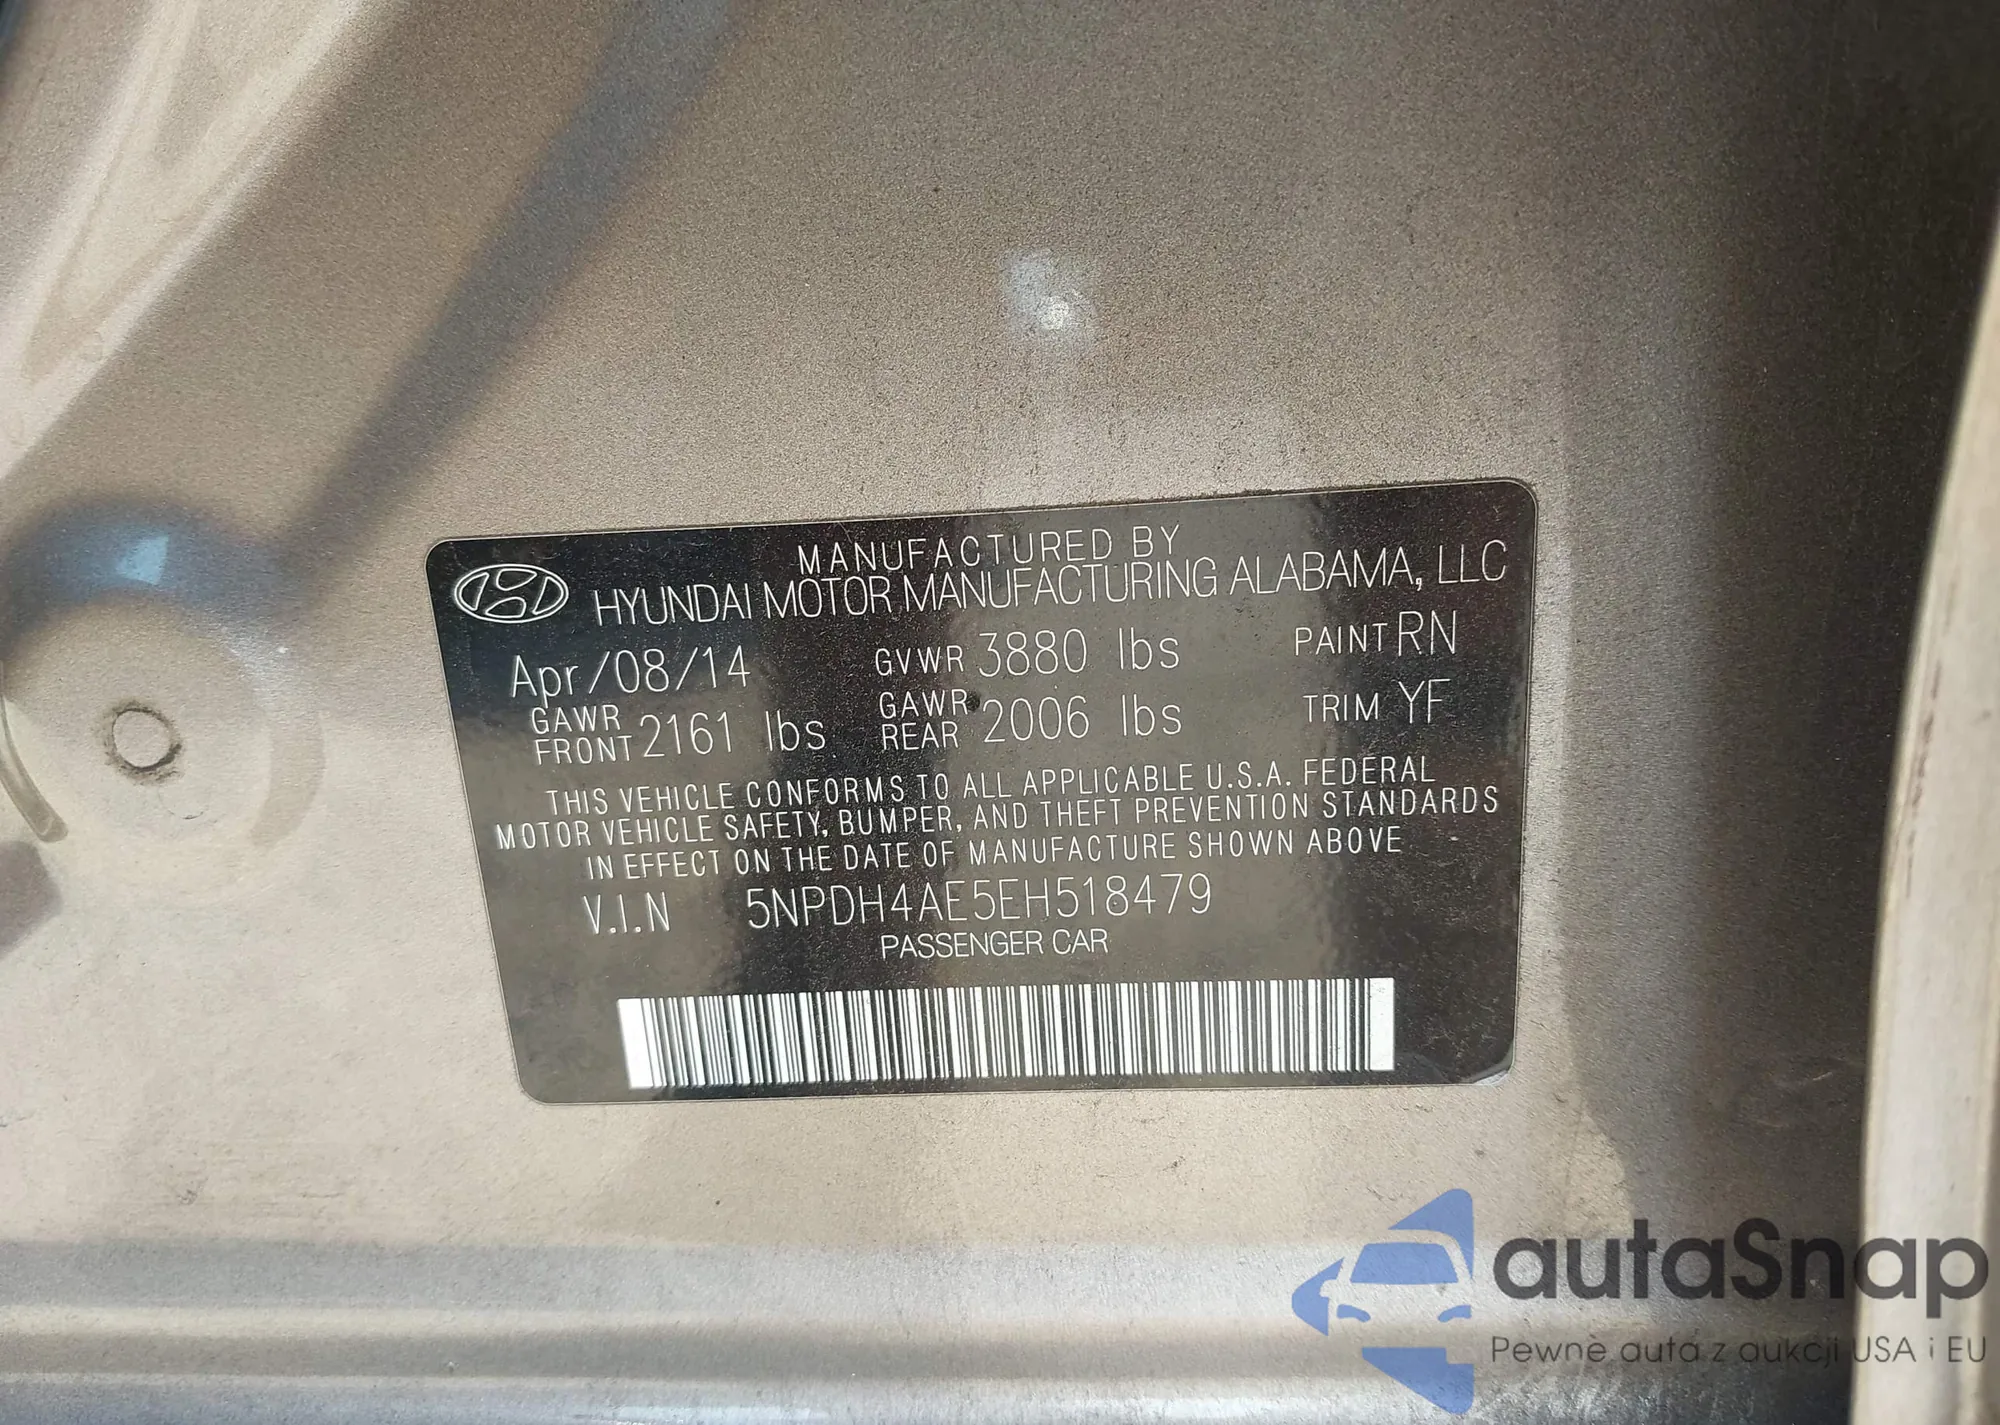 MANUFACTURED BY
HYUNDAI MOTOR MANUFACTURING ALABAMA, LLC
Apr/08/14 GVWR 3880 lbs PAINT RN
GAWR FRONT 2161 lbs GAWR REAR 2006 lbs TRIM YF
THIS VEHICLE CONFORMS TO ALL APPLICABLE U.S.A. FEDERAL
MOTOR VEHICLE SAFETY, BUMPER, AND THEFT PREVENTION STANDARDS
IN EFFECT ON THE DATE OF MANUFACTURE SHOWN ABOVE
V.I.N 5NPDH4AE5EH518479
PASSENGER CAR
autaSnap
Pewne auta z aukcji USA i EU